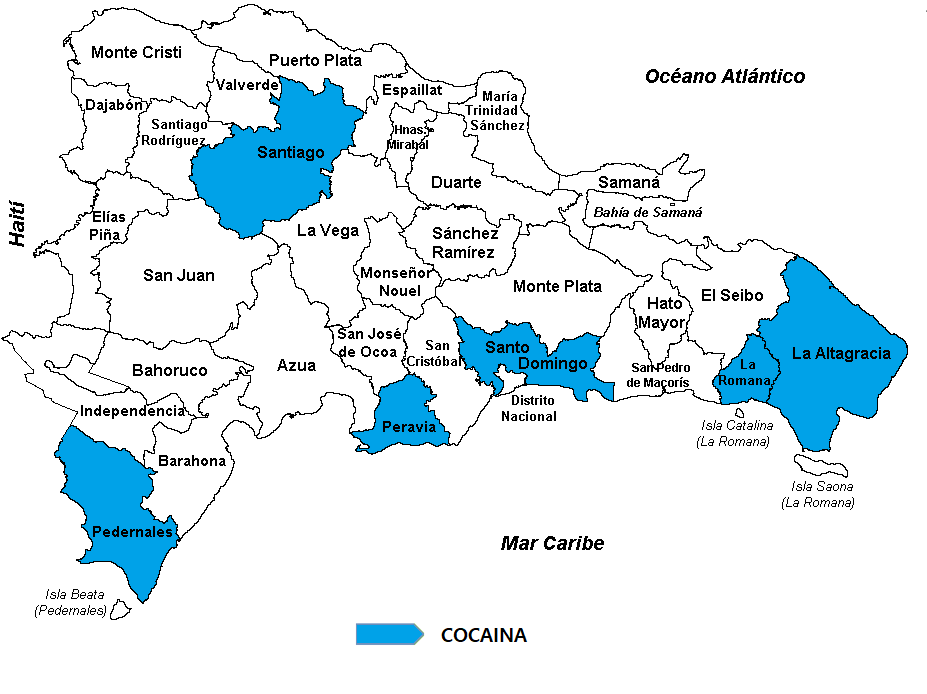 Monte Cristi
Puerto Plata
Océano Atlántico
Valverde
Espaillat
Dajabón
María
Trinidad
Sánchez
Santiago
Rodríguez
Hnas.
Mirabal
Santiago
Duarte
Samaná
Bahía de Samaná
Haití
Elías
Piña
La Vega
Sánchez
Ramírez
San Juan
Monseñor
Nouel
Monte Plata
El Seibo
Hato
Mayor
San José
de Ocoa
San
Cristóbal
Santo
Domingo
La Altagracia
Azua
Bahoruco
San Pedro
de Macorís
La
Romana
Independencia
Distrito
Nacional
Peravia
Isla Catalina
(La Romana)
Barahona
Isla Saona
(La Romana)
Pedernales
Mar Caribe
Isla Beata
(Pedernales)
COCAINA